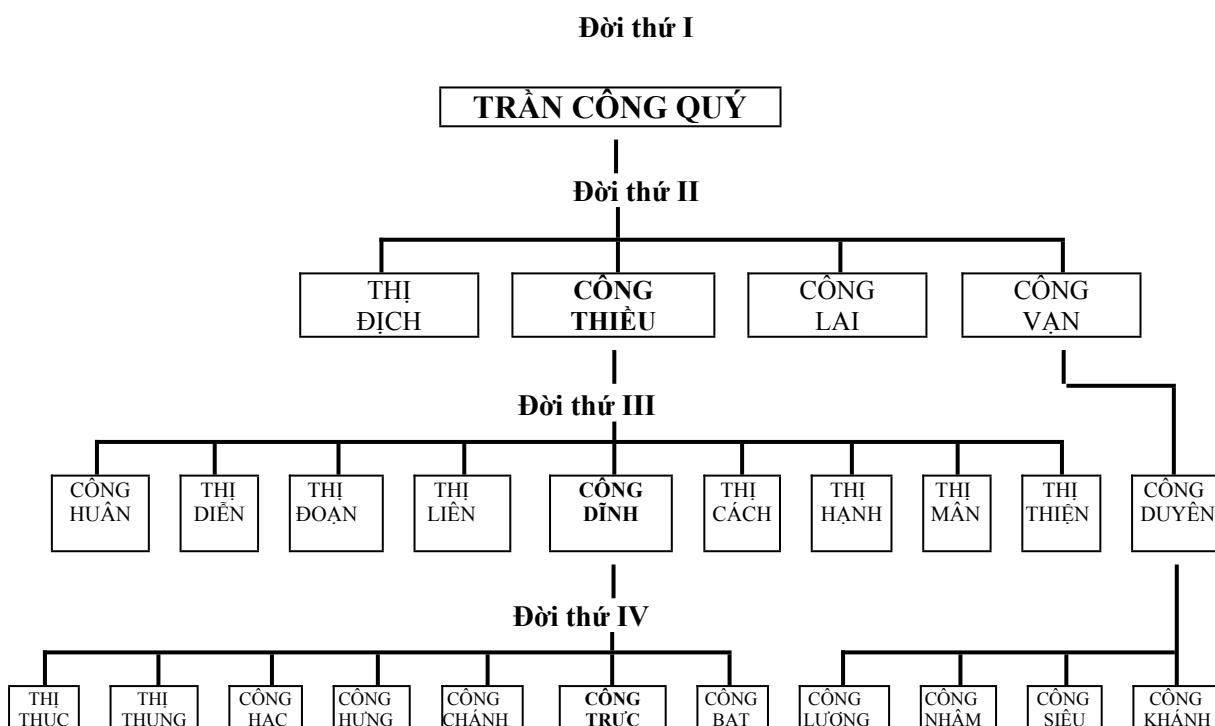 Đời thứ I
TRẦN CÔNG QUÝ
Đời thứ II
THỊ
ĐỊCH
CÔNG
THIỀU
CÔNG
LAI
CÔNG
VẠN
Đời thứ III
CÔNG
HUÂN
THỊ
DIỄN
THỊ
ĐOẠN
THỊ
LIÊN
CÔNG
DĨNH
THỊ
CÁCH
THỊ
HẠNH
THỊ
MÂN
THỊ
THIỆN
CÔNG
DUYÊN
Đời thứ IV
THỊ
THỊ
THUNG
CÔNG
CÔNG
HƯNG
CÔNG
CHÁNH
CÔNG
CÔNG
CÔNG
LƯƠNG
CÔNG
NHÂM
CÔNG
SIÊU
CÔNG
KHÁNH